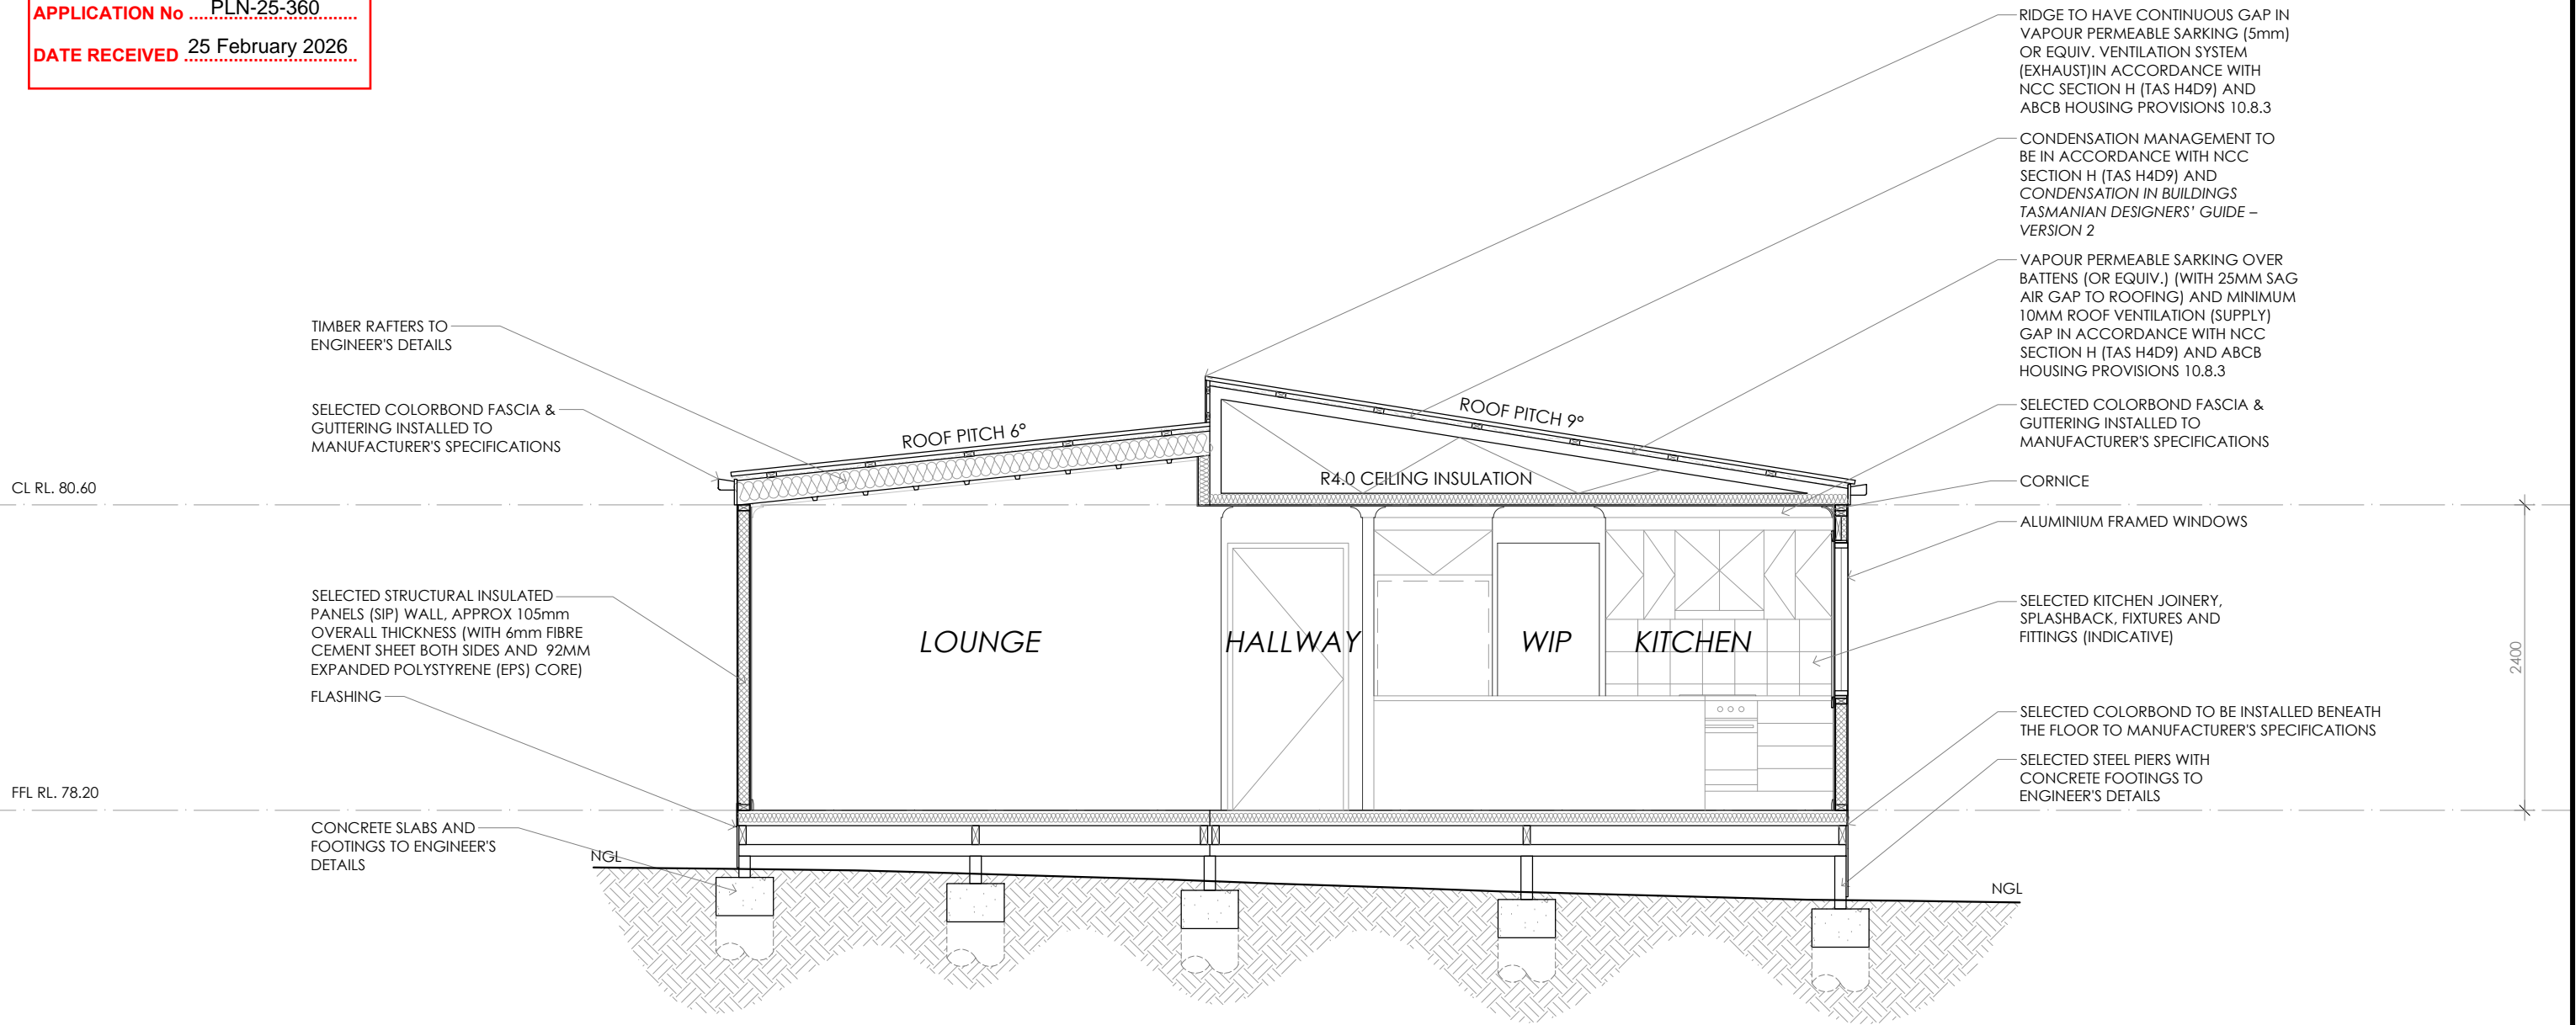 APPLICATION No PLN-25-360
DATE RECEIVED 25 February 2026
RIDGE TO HAVE CONTINUOUS GAP IN
VAPOUR PERMEABLE SARKING (5mm)
OR EQUIV. VENTILATION SYSTEM
(EXHAUST)IN ACCORDANCE WITH
NCC SECTION H (TAS H4D9) AND
ABCB HOUSING PROVISIONS 10.8.3
CONDENSATION MANAGEMENT TO
BE IN ACCORDANCE WITH NCC
SECTION H (TAS H4D9) AND
CONDENSATION IN BUILDINGS
TASMANIAN DESIGNERS' GUIDE –
VERSION 2
VAPOUR PERMEABLE SARKING OVER
BATTENS (OR EQUIV.) (WITH 25MM SAG
AIR GAP TO ROOFING) AND MINIMUM
10MM ROOF VENTILATION (SUPPLY)
GAP IN ACCORDANCE WITH NCC
SECTION H (TAS H4D9) AND ABCB
HOUSING PROVISIONS 10.8.3
TIMBER RAFTERS TO
ENGINEER'S DETAILS
SELECTED COLORBOND FASCIA &
GUTTERING INSTALLED TO
MANUFACTURER'S SPECIFICATIONS
ROOF PITCH 6°
ROOF PITCH 9°
SELECTED COLORBOND FASCIA &
GUTTERING INSTALLED TO
MANUFACTURER'S SPECIFICATIONS
R4.0 CEILING INSULATION
CORNICE
CL RL. 80.60
ALUMINIUM FRAMED WINDOWS
SELECTED STRUCTURAL INSULATED
PANELS (SIP) WALL, APPROX 105mm
OVERALL THICKNESS (WITH 6mm FIBRE
CEMENT SHEET BOTH SIDES AND 92MM
EXPANDED POLYSTYRENE (EPS) CORE)
FLASHING
LOUNGE
HALLWAY
WIP
KITCHEN
SELECTED KITCHEN JOINERY,
SPLASHBACK, FIXTURES AND
FITTINGS (INDICATIVE)
2400
SELECTED COLORBOND TO BE INSTALLED BENEATH
THE FLOOR TO MANUFACTURER'S SPECIFICATIONS
SELECTED STEEL PIERS WITH
CONCRETE FOOTINGS TO
ENGINEER'S DETAILS
FFL RL. 78.20
CONCRETE SLABS AND
FOOTINGS TO ENGINEER'S
DETAILS
NGL
NGL